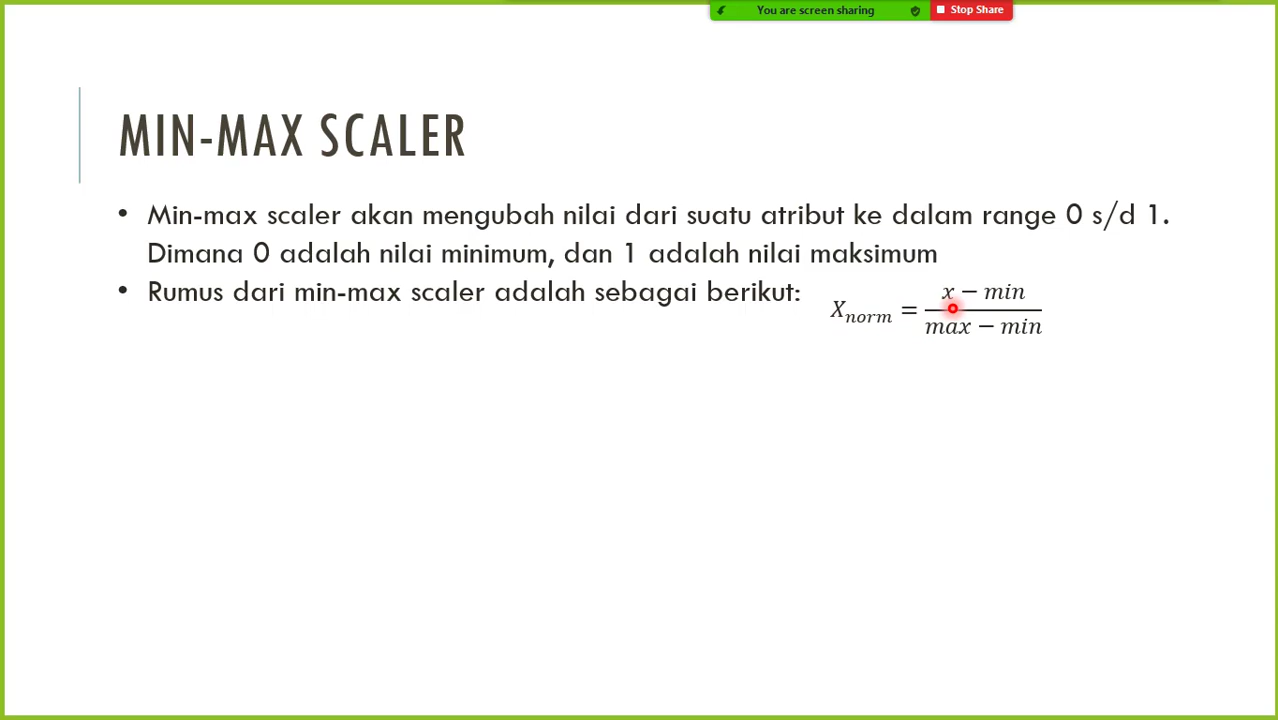 You are screen sharing
Stop Share
MIN-MAX SCALER
• Min-max scaler akan mengubah nilai dari suatu atribut ke dalam range 0 s/d 1.
Dimana 0 adalah nilai minimum, dan 1 adalah nilai maksimum
• Rumus dari min-max scaler adalah sebagai berikut:
X_norm = (x − min) / (max − min)